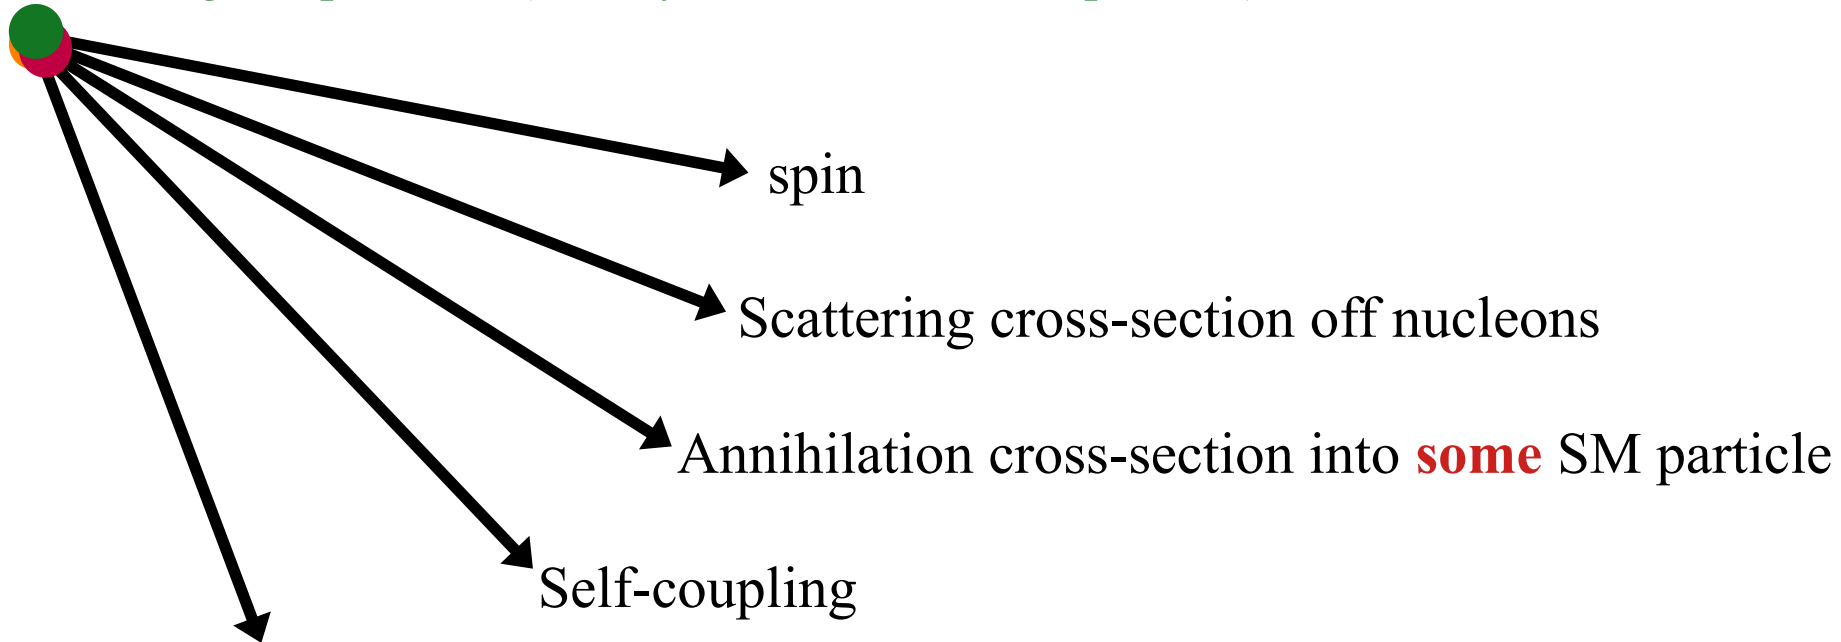 spin
Scattering cross-section off nucleons
Annihilation cross-section into some SM particle
Self-coupling